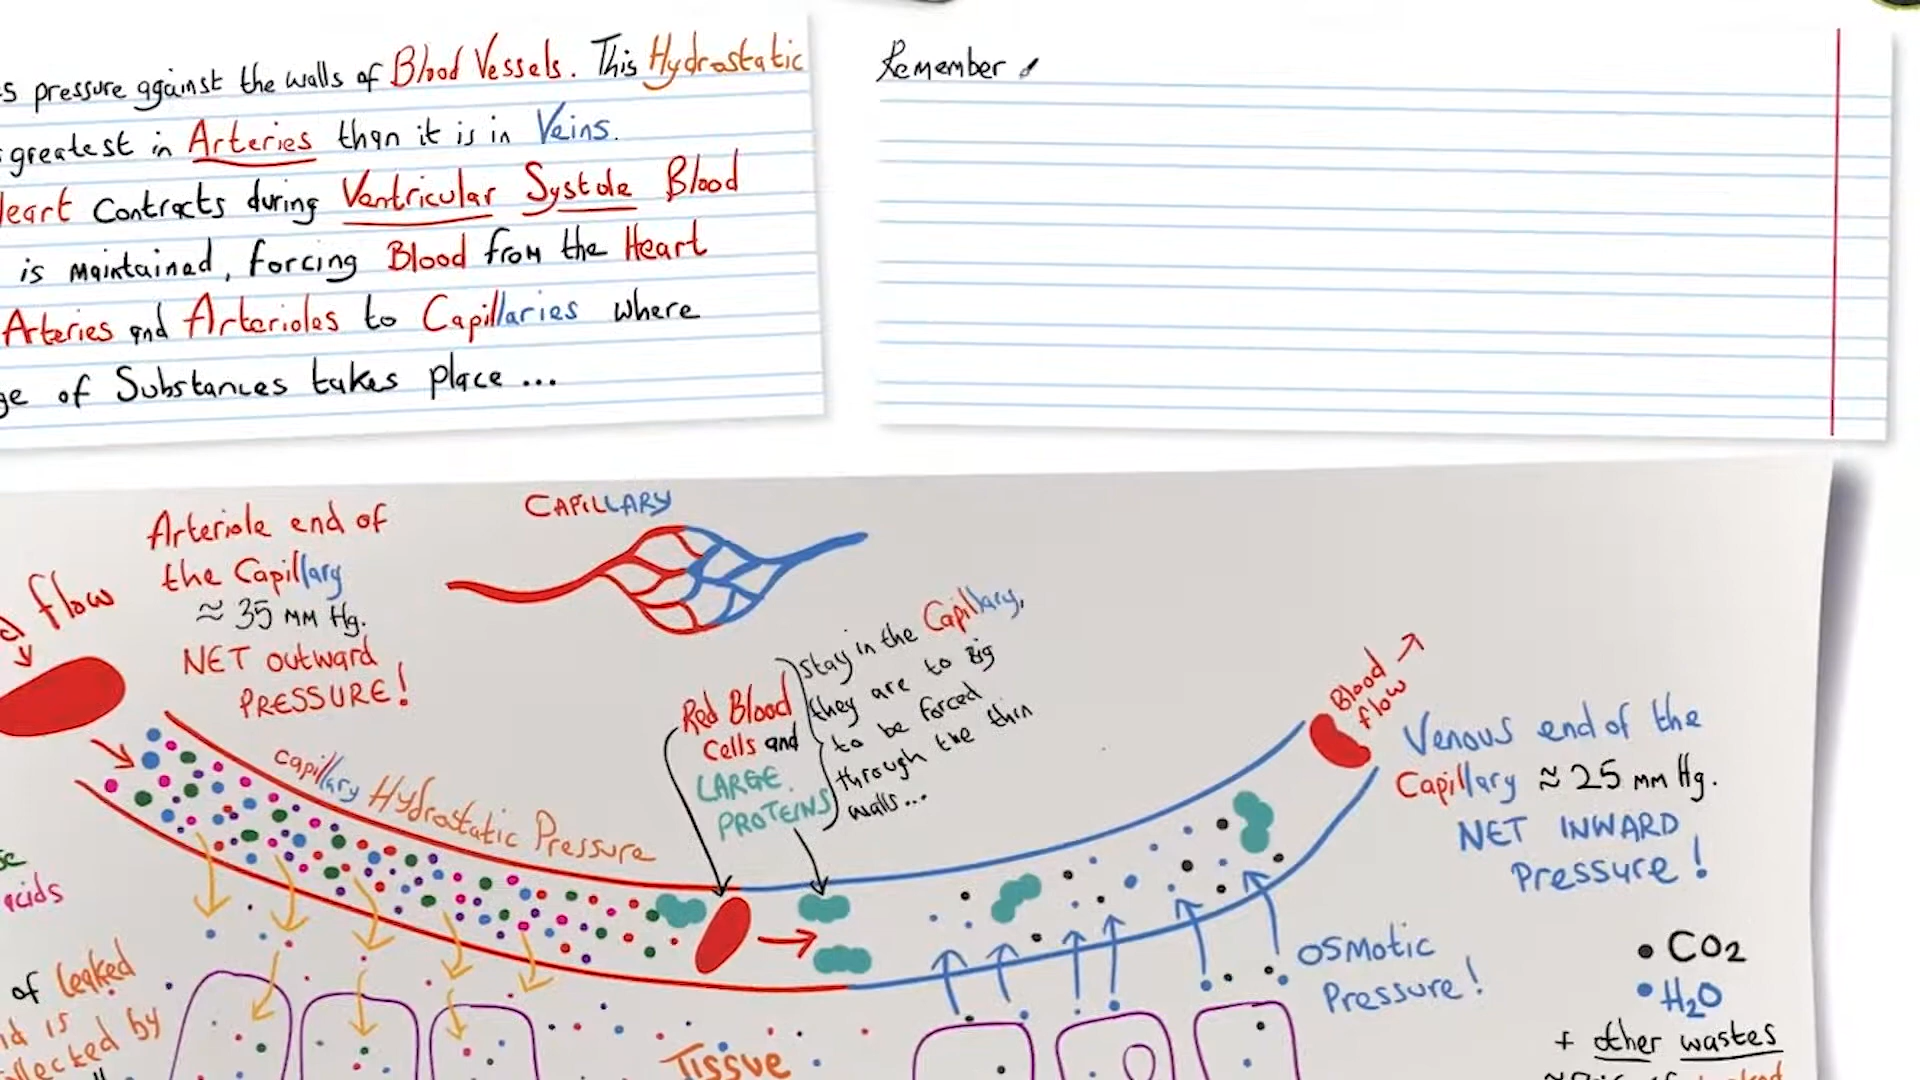 s pressure against the walls of Blood Vessels. This Hydrostatic
greatest in Arteries than it is in Veins.
Heart Contracts during Ventricular Systole Blood
is maintained, forcing Blood from the Heart
Arteries and Arterioles to Capillaries where
ge of Substances takes place ...
Remember
Arteriole end of
the Capillary
≈ 35 mm Hg.
NET outward
PRESSURE!
flow
CAPILLARY
Red Blood
Cells and
LARGE
PROTEINS
stay in the Capillary,
they are to big
to be forced
through the thin
walls...
capillary Hydrostatic Pressure
Blood
flow
Venous end of the
Capillary ≈ 25 mm Hg.
NET INWARD
Pressure!
acids
of leaked
is
collected by
OSMOTIC
Pressure!
CO2
H2O
+ other wastes
Tissue